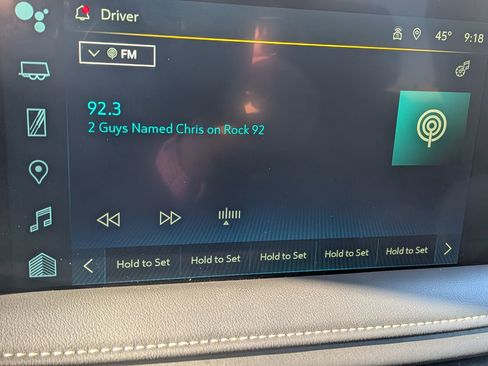 Driver
45° 9:18
FM
92.3
2 Guys Named Chris on Rock 92
Hold to Set Hold to Set Hold to Set Hold to Set Hold to Set